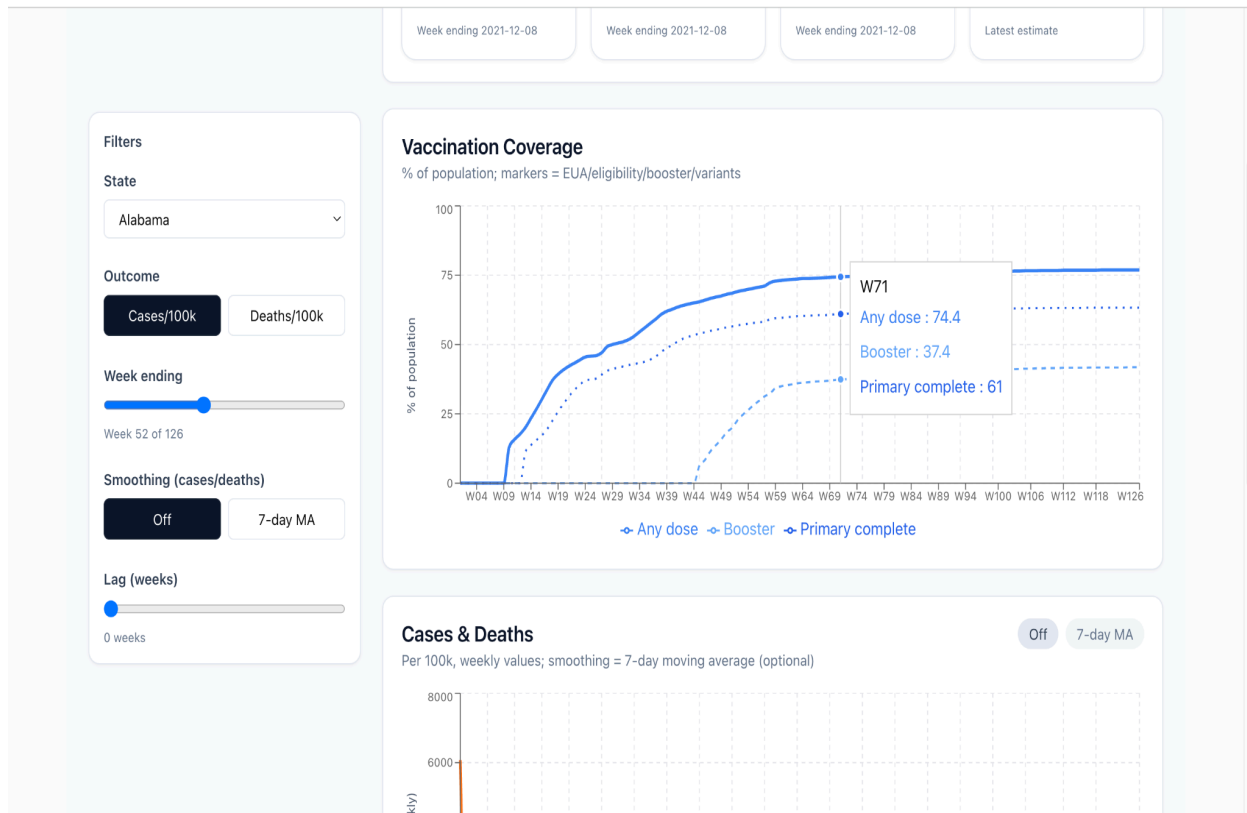 Week ending 2021-12-08
Week ending 2021-12-08
Week ending 2021-12-08
Latest estimate
Filters
State
Alabama
Outcome
Cases/100k
Deaths/100k
Week ending
Week 52 of 126
Smoothing (cases/deaths)
Off
7-day MA
Lag (weeks)
0 weeks
Vaccination Coverage
% of population; markers = EUA/eligibility/booster/variants
% of population
100
75
50
25
0
W71
Any dose : 74.4
Booster : 37.4
Primary complete : 61
W04 W09 W14 W19 W24 W29 W34 W39 W44 W49 W54 W59 W64 W69 W74 W79 W84 W89 W94 W100 W106 W112 W118 W126
Any dose Booster Primary complete
Cases & Deaths
Off
7-day MA
Per 100k, weekly values; smoothing = 7-day moving average (optional)
8000
6000
kly)